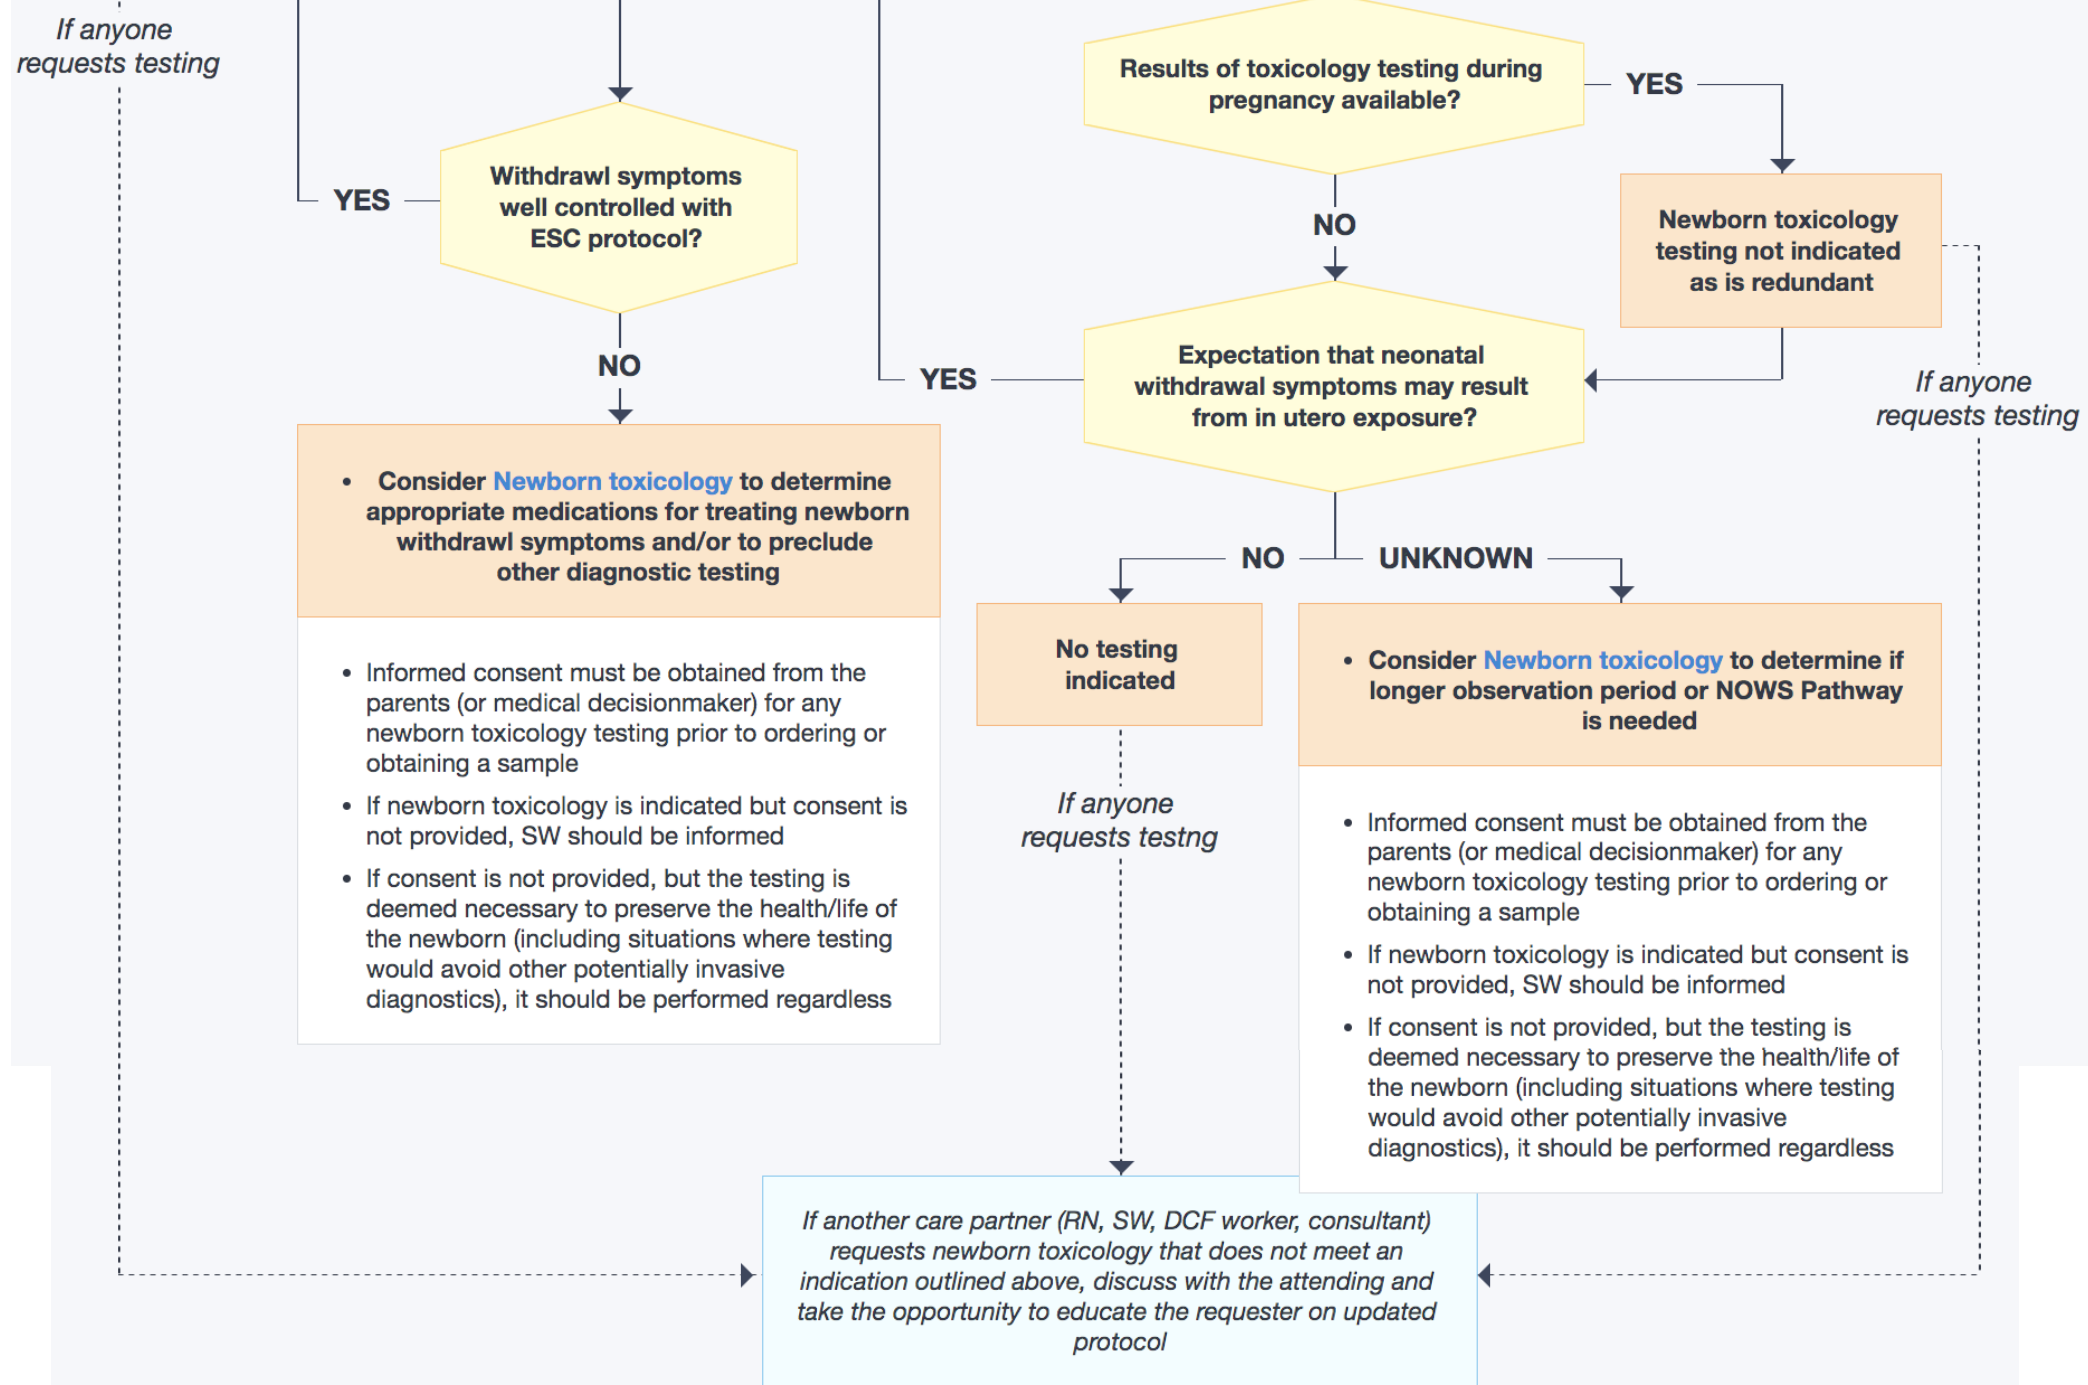 If anyone
requests testing
Results of toxicology testing during
pregnancy available?
YES
Withdrawl symptoms
well controlled with
ESC protocol?
YES
NO
Newborn toxicology
testing not indicated
as is redundant
NO
Expectation that neonatal
withdrawal symptoms may result
from in utero exposure?
YES
If anyone
requests testing
• Consider Newborn toxicology to determine
appropriate medications for treating newborn
withdrawl symptoms and/or to preclude
other diagnostic testing
• Informed consent must be obtained from the
parents (or medical decisionmaker) for any
newborn toxicology testing prior to ordering or
obtaining a sample
• If newborn toxicology is indicated but consent is
not provided, SW should be informed
• If consent is not provided, but the testing is
deemed necessary to preserve the health/life of
the newborn (including situations where testing
would avoid other potentially invasive
diagnostics), it should be performed regardless
NO
UNKNOWN
No testing
indicated
If anyone
requests testng
• Consider Newborn toxicology to determine if
longer observation period or NOWS Pathway
is needed
• Informed consent must be obtained from the
parents (or medical decisionmaker) for any
newborn toxicology testing prior to ordering or
obtaining a sample
• If newborn toxicology is indicated but consent is
not provided, SW should be informed
• If consent is not provided, but the testing is
deemed necessary to preserve the health/life of
the newborn (including situations where testing
would avoid other potentially invasive
diagnostics), it should be performed regardless
If another care partner (RN, SW, DCF worker, consultant)
requests newborn toxicology that does not meet an
indication outlined above, discuss with the attending and
take the opportunity to educate the requester on updated
protocol